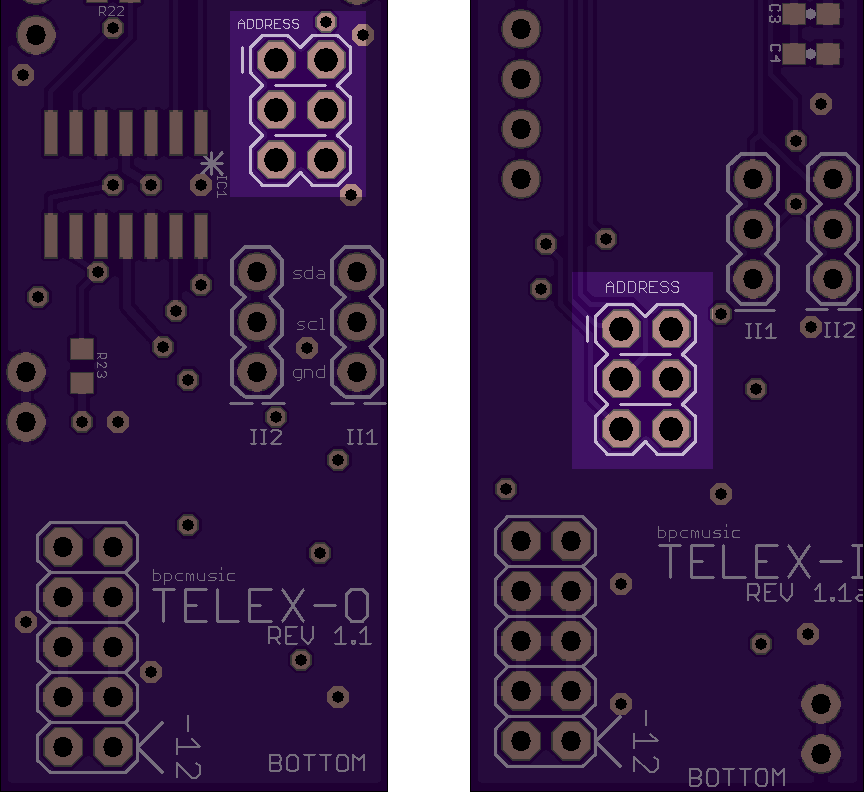 R22
ADDRESS
IC1
sda
scl
gnd
R23
II2
II1
bpcmusic
TELEX-O
REV 1.1
-12
BOTTOM
C3
C4
ADDRESS
II1
II2
bpcmusic
TELEX-I
REV 1.1a
-12
BOTTOM